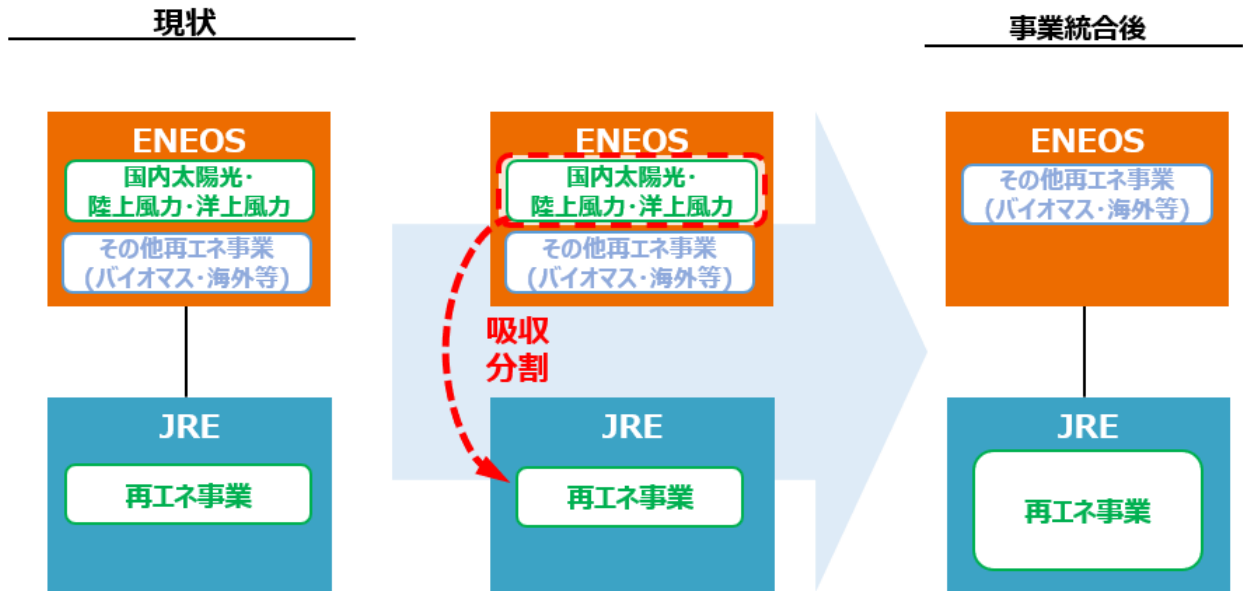 現状
ENEOS
国内太陽光・
陸上風力・洋上風力
その他再エネ事業
(バイオマス・海外等)
JRE
再エネ事業
ENEOS
国内太陽光・
陸上風力・洋上風力
その他再エネ事業
(バイオマス・海外等)
吸収
分割
JRE
再エネ事業
事業統合後
ENEOS
その他再エネ事業
(バイオマス・海外等)
JRE
再エネ事業